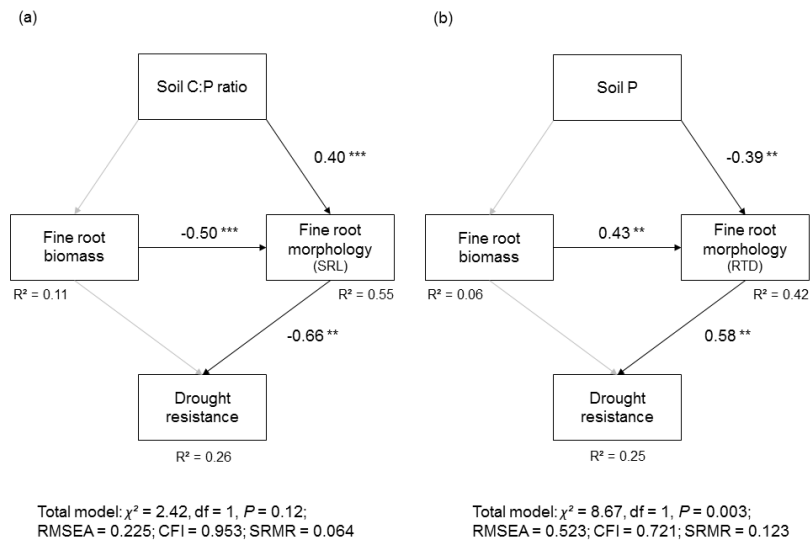 (a)
Soil C:P ratio
0.40 ***
Fine root
biomass
-0.50 ***
Fine root
morphology
(SRL)
R² = 0.11
R² = 0.55
-0.66 **
Drought
resistance
R² = 0.26
Total model: χ² = 2.42, df = 1, P = 0.12;
RMSEA = 0.225; CFI = 0.953; SRMR = 0.064
(b)
Soil P
-0.39 **
Fine root
biomass
0.43 **
Fine root
morphology
(RTD)
R² = 0.06
R² = 0.42
0.58 **
Drought
resistance
R² = 0.25
Total model: χ² = 8.67, df = 1, P = 0.003;
RMSEA = 0.523; CFI = 0.721; SRMR = 0.123